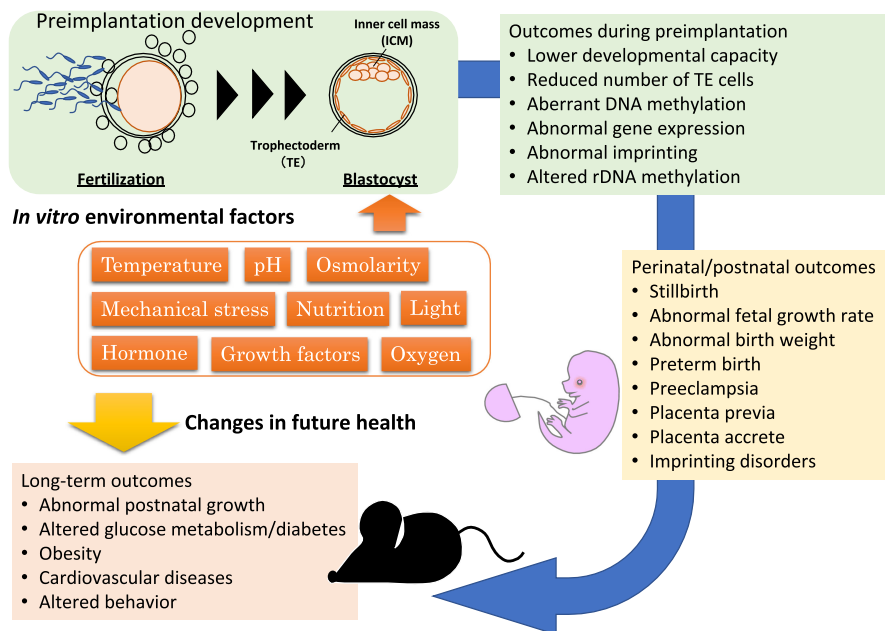 Preimplantation development
Inner cell mass
(ICM)
Trophectoderm
(TE)
Fertilization
Blastocyst
Outcomes during preimplantation
• Lower developmental capacity
• Reduced number of TE cells
• Aberrant DNA methylation
• Abnormal gene expression
• Abnormal imprinting
• Altered rDNA methylation
In vitro environmental factors
Temperature
pH
Osmolarity
Mechanical stress
Nutrition
Light
Hormone
Growth factors
Oxygen
Perinatal/postnatal outcomes
• Stillbirth
• Abnormal fetal growth rate
• Abnormal birth weight
• Preterm birth
• Preeclampsia
• Placenta previa
• Placenta accrete
• Imprinting disorders
Changes in future health
Long-term outcomes
• Abnormal postnatal growth
• Altered glucose metabolism/diabetes
• Obesity
• Cardiovascular diseases
• Altered behavior